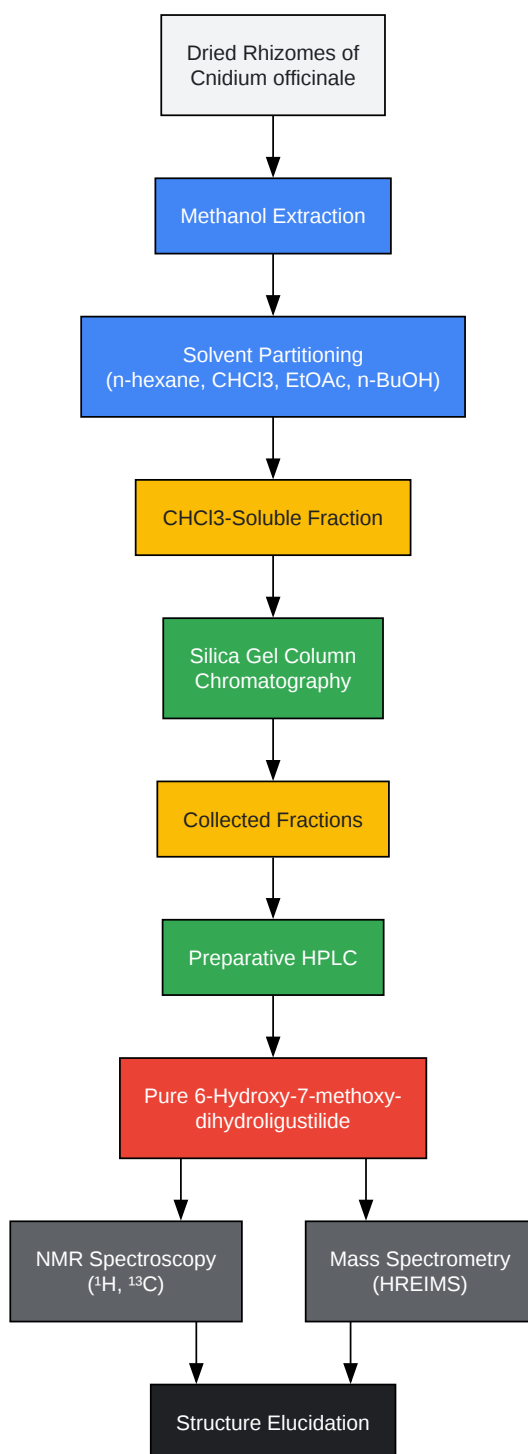 Dried Rhizomes of
Cnidium officinale
Methanol Extraction
Solvent Partitioning
(n-hexane, CHCl3, EtOAc, n-BuOH)
CHCl3-Soluble Fraction
Silica Gel Column
Chromatography
Collected Fractions
Preparative HPLC
Pure 6-Hydroxy-7-methoxy-
dihydroligustilide
NMR Spectroscopy
(¹H, ¹³C)
Mass Spectrometry
(HREIMS)
Structure Elucidation